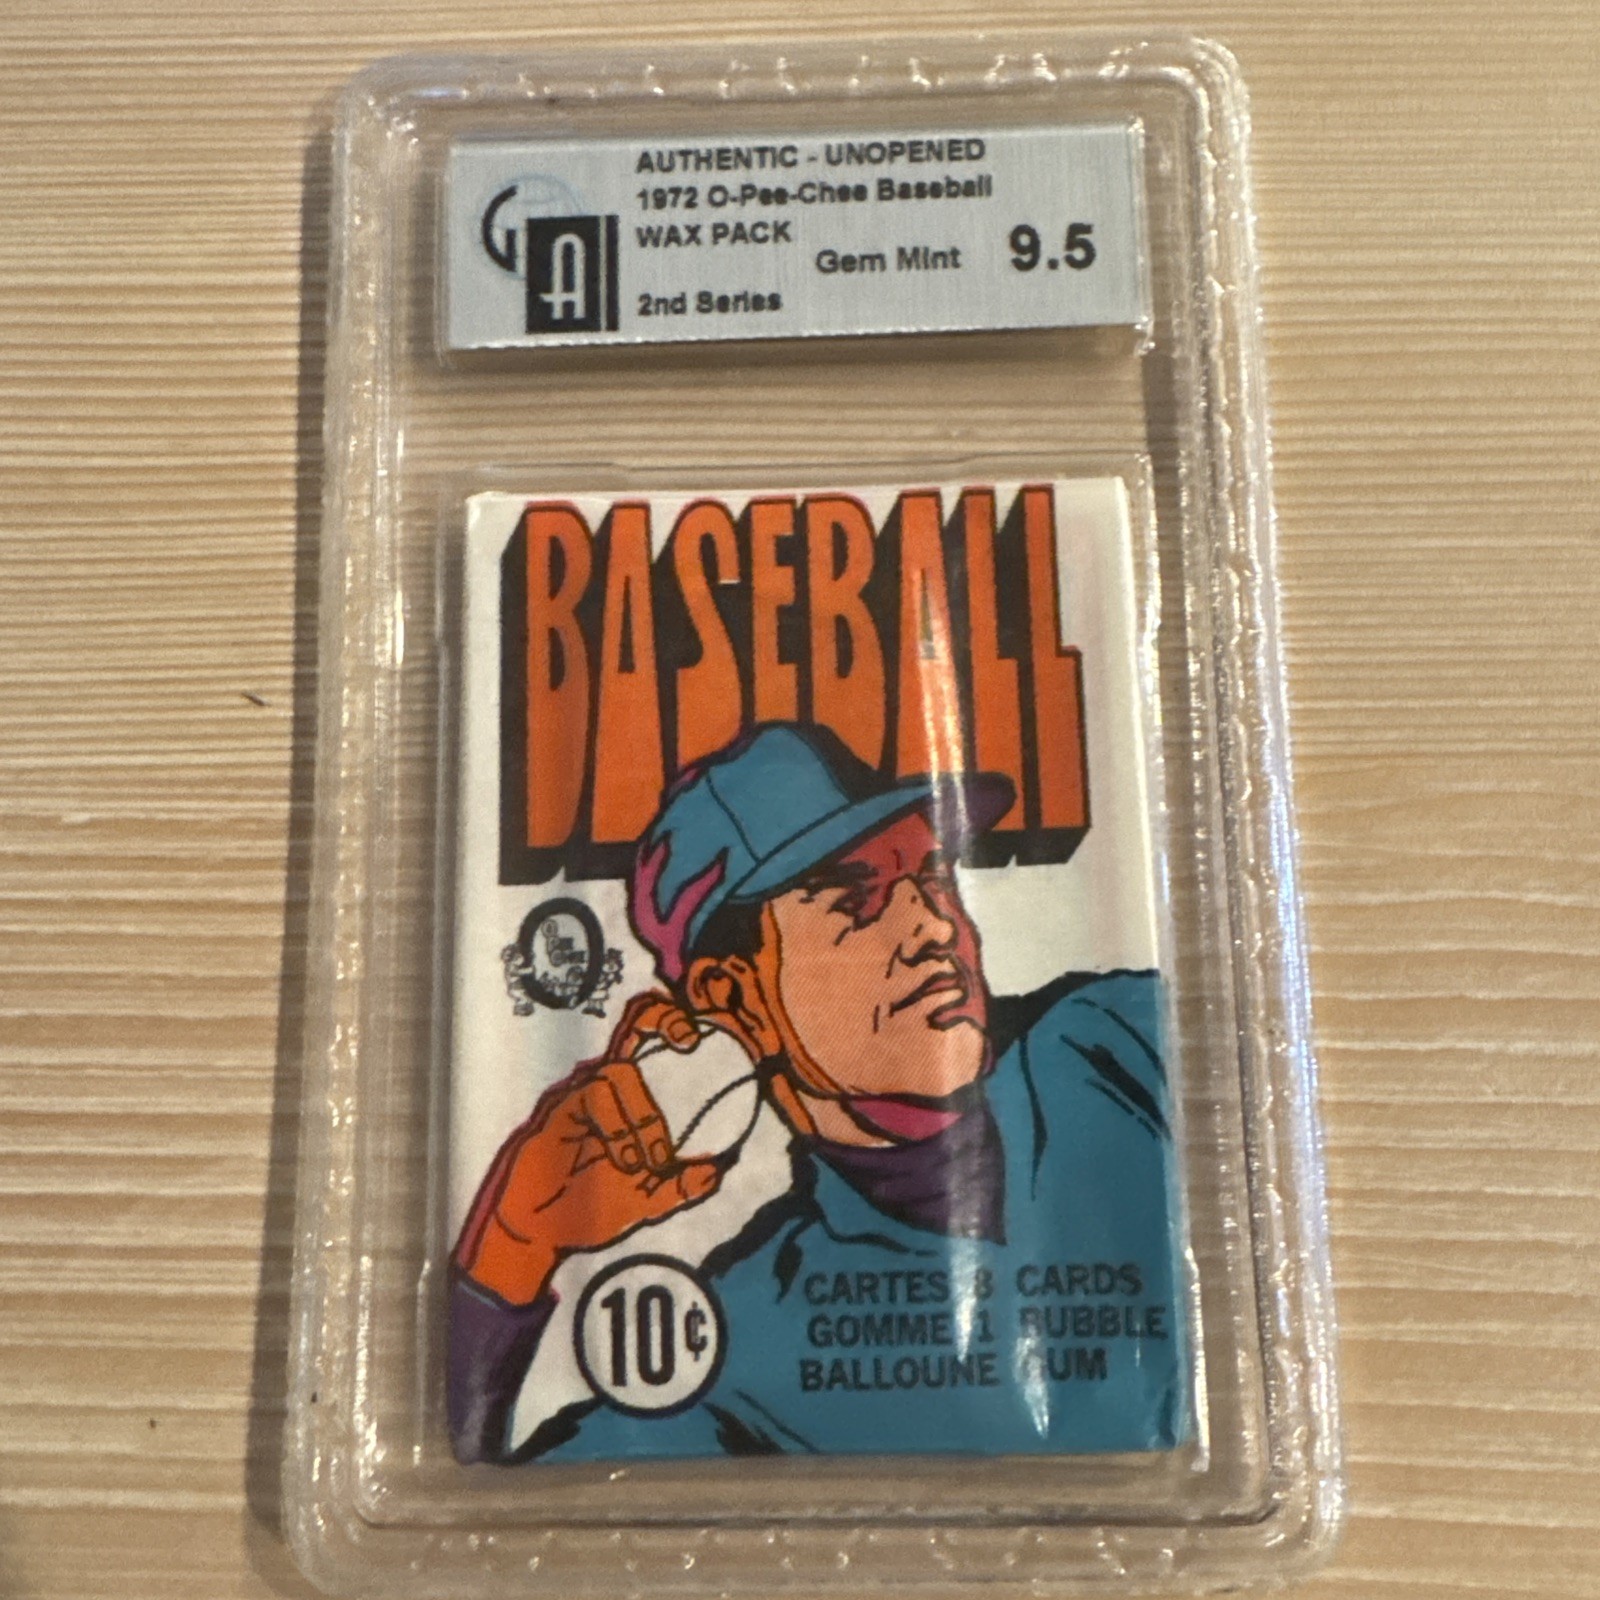 AUTHENTIC - UNOPENED
1972 O-Pee-Chee Baseball
WAX PACK
Gem Mint 9.5
2nd Series
GA
BASEBALL
10¢
CARTES 8 CARDS
GOMME 1 BUBBLE
BALLOUNE GUM